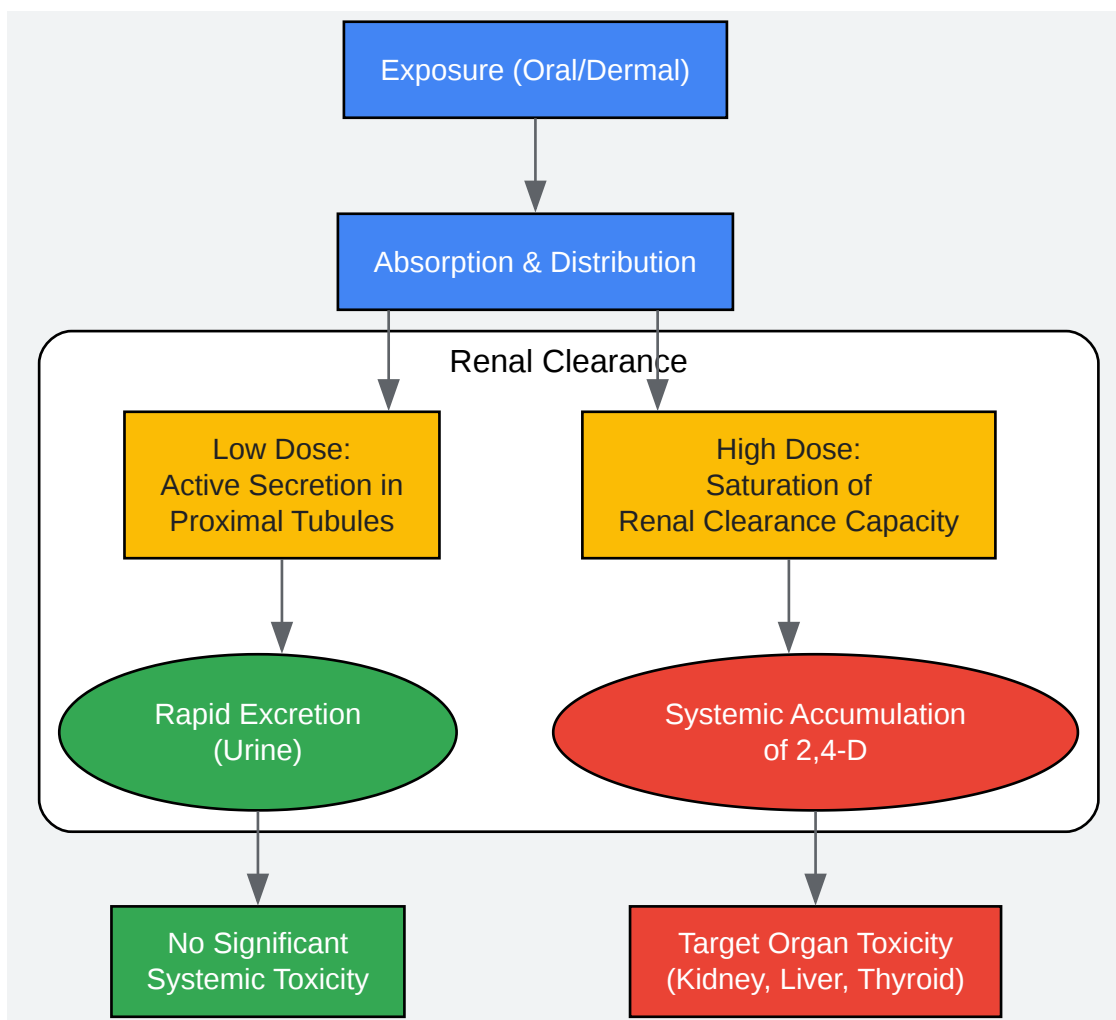 Exposure (Oral/Dermal)
Absorption & Distribution
Renal Clearance
Low Dose:
Active Secretion in
Proximal Tubules
High Dose:
Saturation of
Renal Clearance Capacity
Rapid Excretion
(Urine)
Systemic Accumulation
of 2,4-D
No Significant
Systemic Toxicity
Target Organ Toxicity
(Kidney, Liver, Thyroid)